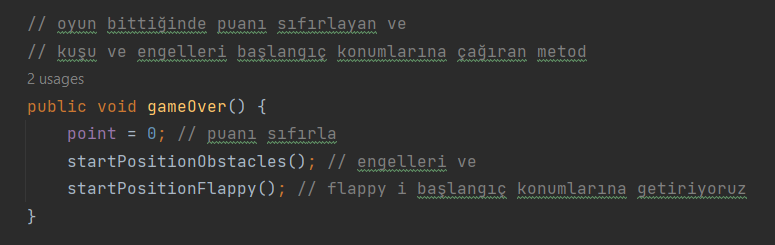 // oyun bittiğinde puanı sıfırlayan ve
// kuşu ve engelleri başlangıç konumlarına çağıran metod
2 usages
public void gameOver() {
point = 0; // puanı sıfırla
startPositionObstacles(); // engelleri ve
startPositionFlappy(); // flappy i başlangıç konumlarına getiriyoruz
}